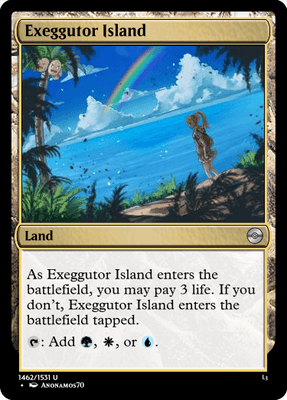 Exeggutor Island
Land
As Exeggutor Island enters the
battlefield, you may pay 3 life. If you
don't, Exeggutor Island enters the
battlefield tapped.
: Add , , or .
1462/1531 U
L3
• Anonamos70